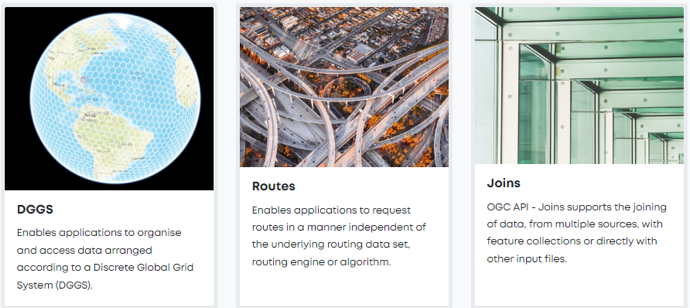 DGGS
Enables applications to organise
and access data arranged
according to a Discrete Global Grid
System (DGGS).
Routes
Enables applications to request
routes in a manner independent of
the underlying routing data set,
routing engine or algorithm.
Joins
OGC API - Joins supports the joining
of data, from multiple sources, with
feature collections or directly with
other input files.